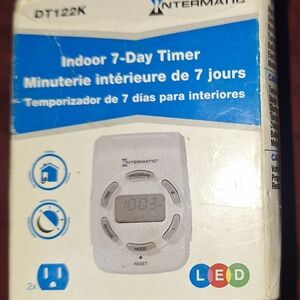 DT122K
INTERMATIC
Indoor 7-Day Timer
Minuterie intérieure de 7 jours
Temporizador de 7 días para interiores
INTERMATIC
PROGRAM
MODE
RESET
2x
LED